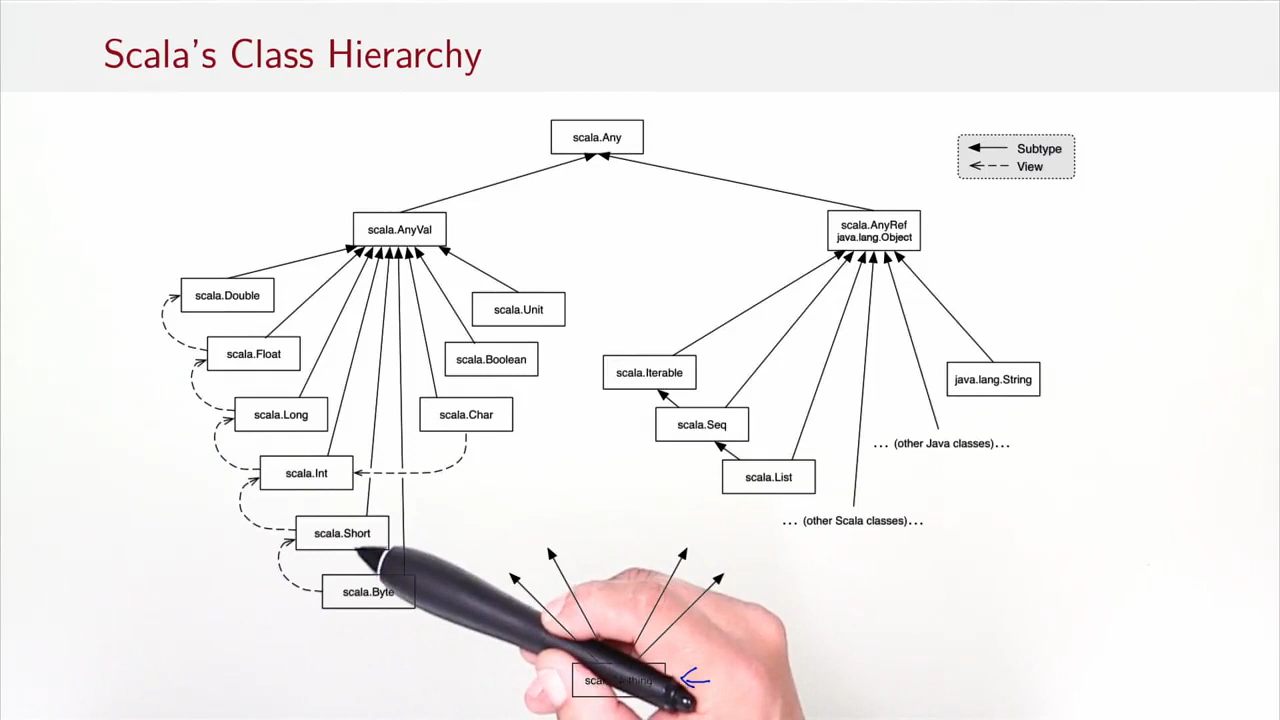 Scala's Class Hierarchy
scala.Any
Subtype
View
scala.AnyVal
scala.AnyRef
java.lang.Object
scala.Double
scala.Unit
scala.Float
scala.Boolean
scala.Iterable
java.lang.String
scala.Long
scala.Char
scala.Seq
... (other Java classes)...
scala.Int
scala.List
... (other Scala classes)...
scala.Short
scala.Byte